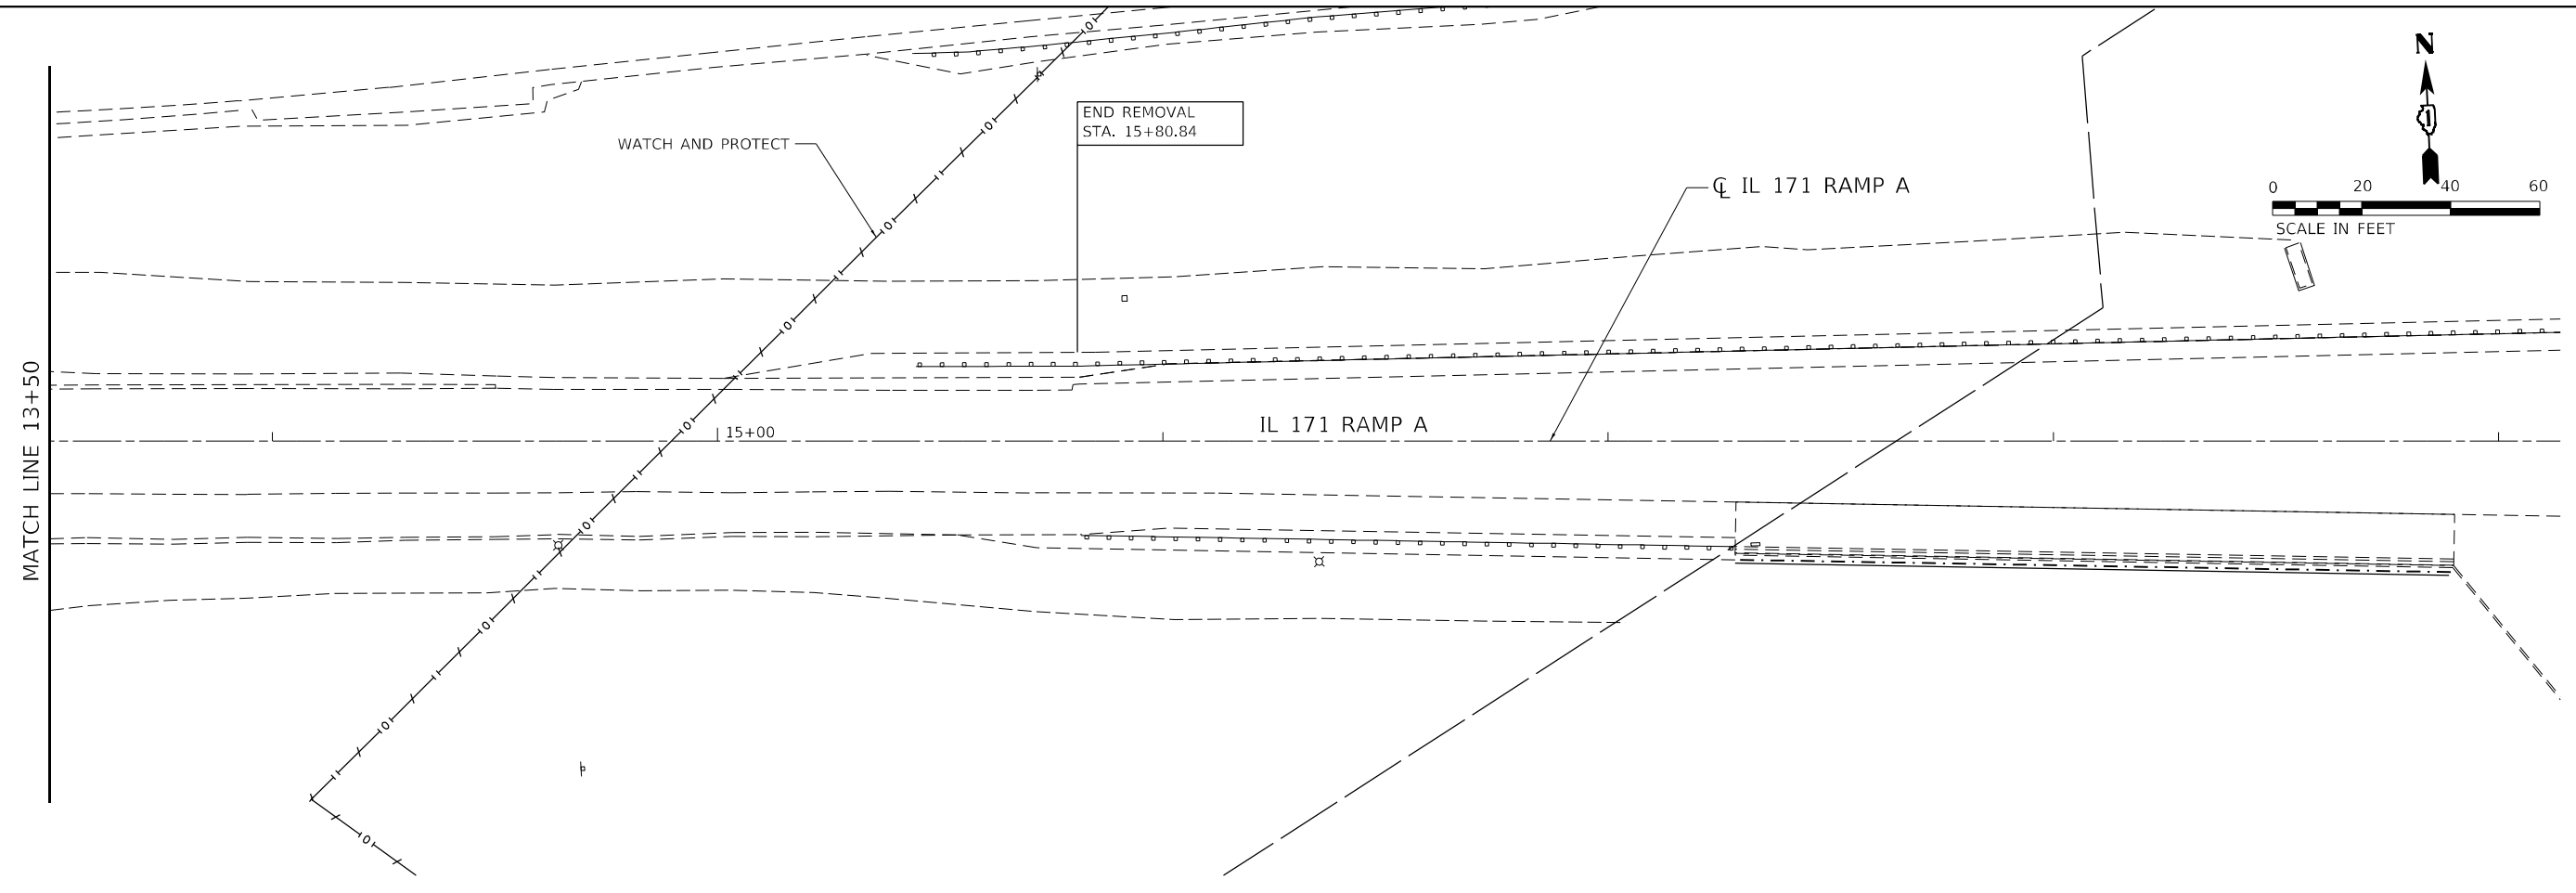 N
END REMOVAL
STA. 15+80.84
WATCH AND PROTECT
℄ IL 171 RAMP A
0 20 40 60
SCALE IN FEET
MATCH LINE 13+50
IL 171 RAMP A
15+00